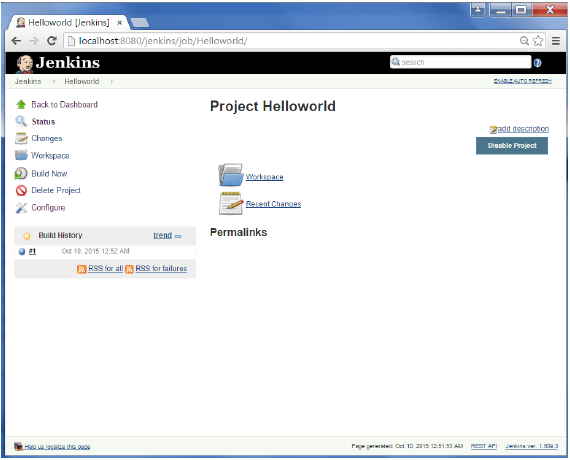 Helloworld [Jenkins]
localhost:8080/jenkins/job/Helloworld/
Jenkins
search
Jenkins Helloworld
ENABLE AUTO REFRESH
Back to Dashboard
Status
Changes
Workspace
Build Now
Delete Project
Configure
Build History trend
#1 Oct 10, 2015 12:52 AM
RSS for all RSS for failures
Project Helloworld
add description
Disable Project
Workspace
Recent Changes
Permalinks
Help us localize this page
Page generated: Oct 10, 2015 12:51:53 AM REST API Jenkins ver. 1.609.3